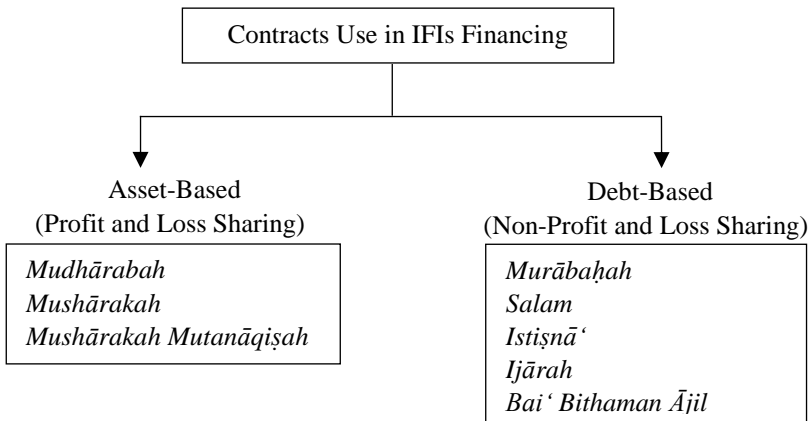 Contracts Use in IFIs Financing
Asset-Based
(Profit and Loss Sharing)
Mudhārabah
Mushārakah
Mushārakah Mutanāqiṣah
Debt-Based
(Non-Profit and Loss Sharing)
Murābaḥah
Salam
Istiṣnā‘
Ijārah
Bai‘ Bithaman Ājil